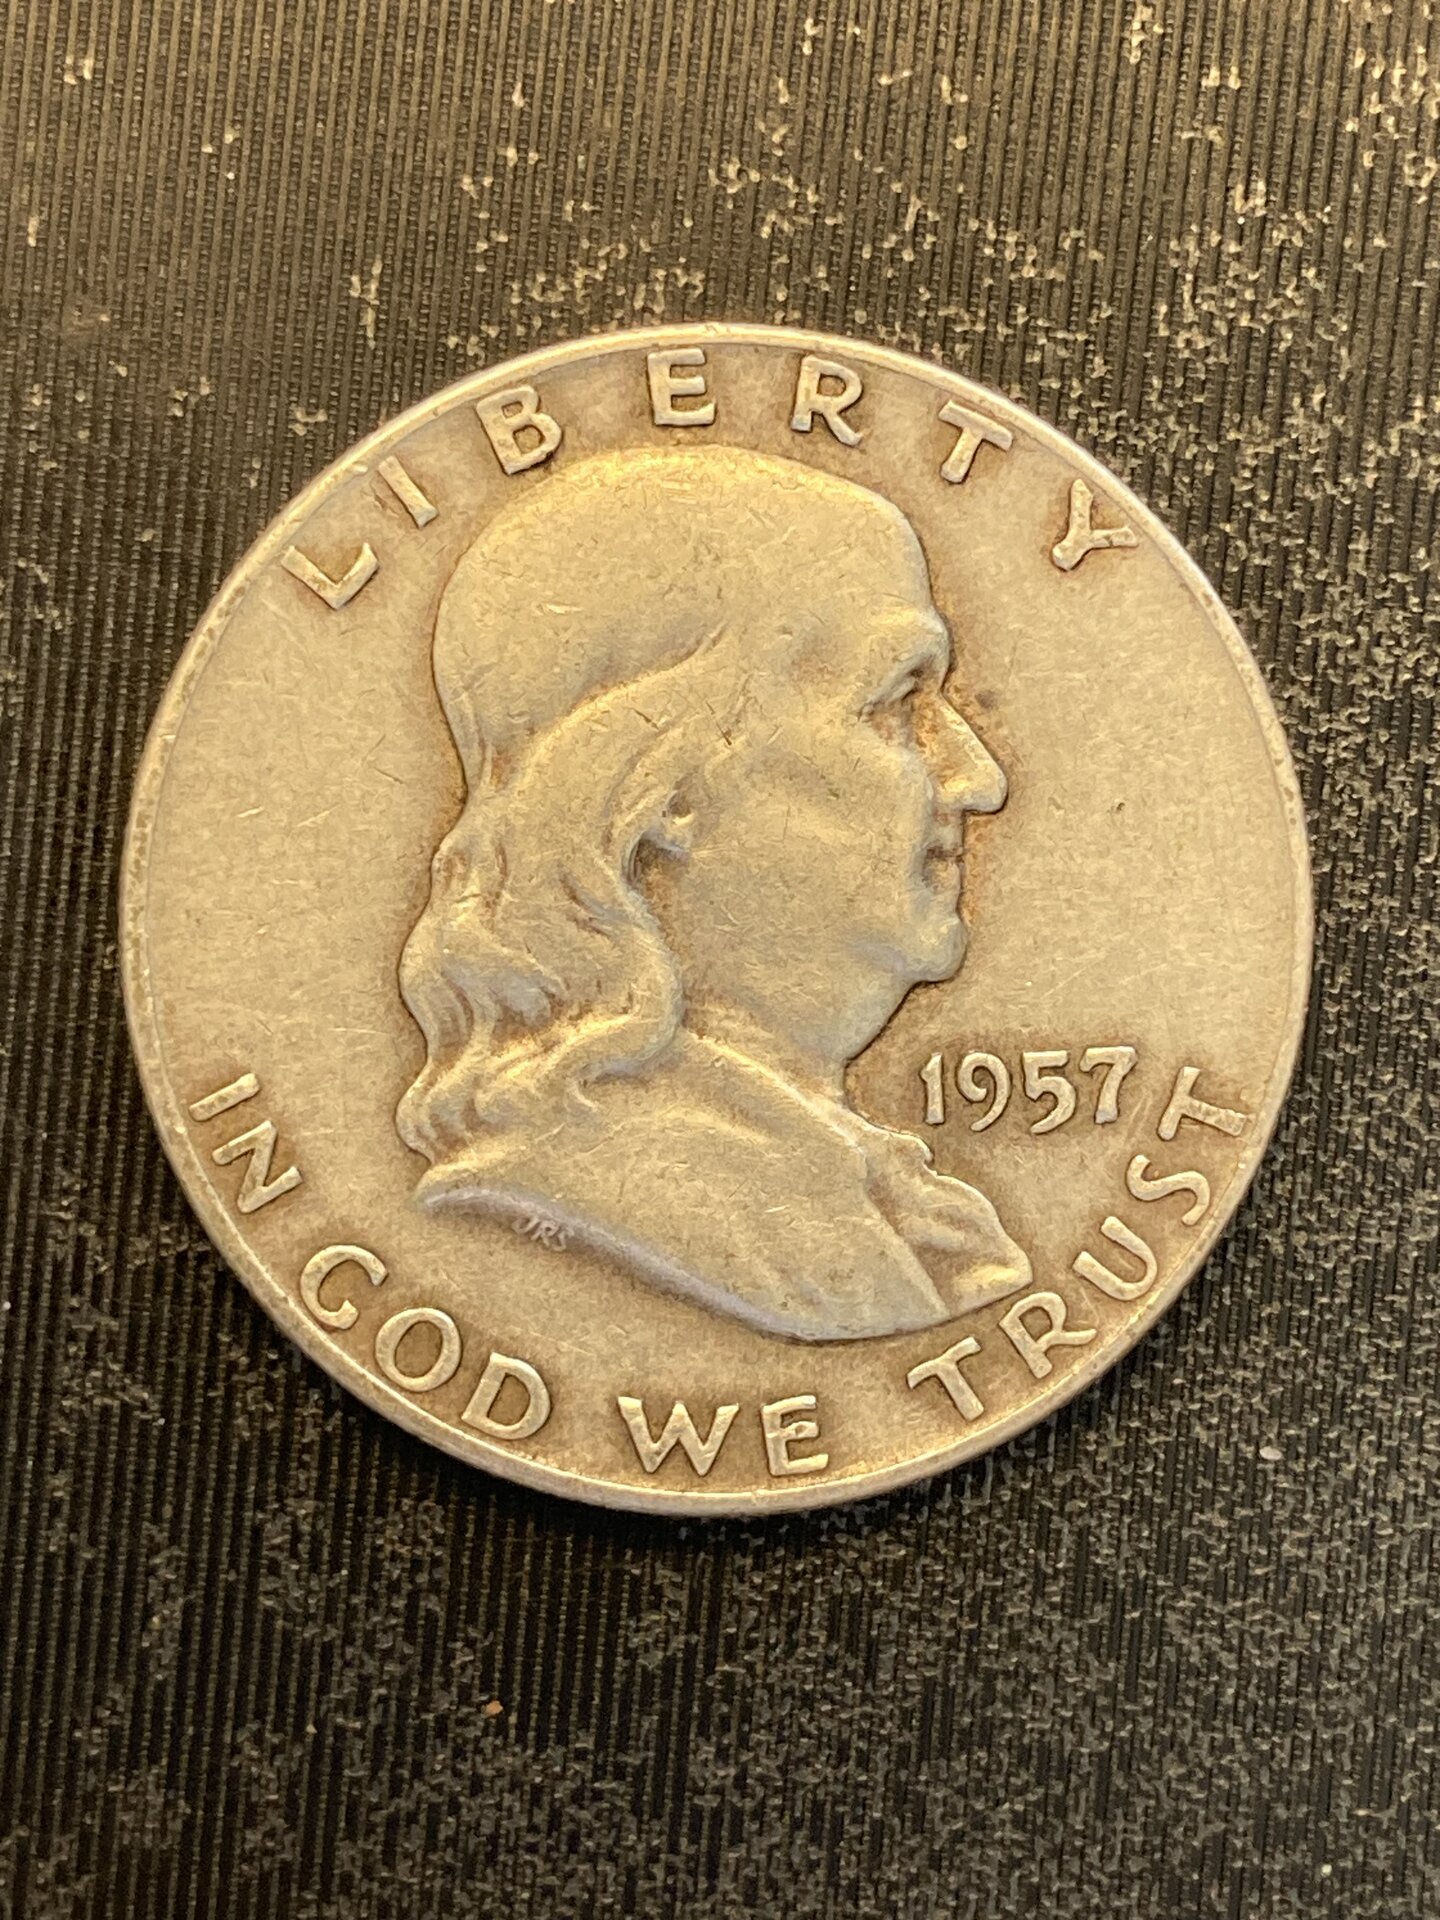 LIBERTY
1957
JRS
IN GOD WE TRUST